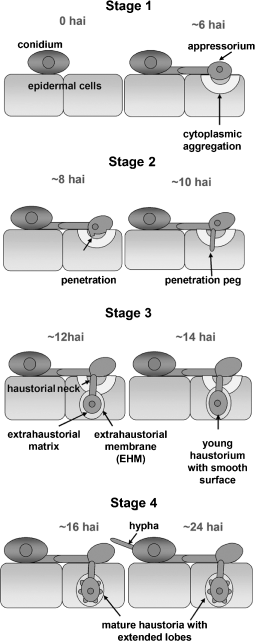 Stage 1
0 hai
~6 hai
conidium
appressorium
epidermal cells
cytoplasmic
aggregation
Stage 2
~8 hai
~10 hai
penetration
penetration peg
Stage 3
~12hai
~14 hai
haustorial neck
extrahaustorial
matrix
extrahaustorial
membrane
(EHM)
young
haustorium
with smooth
surface
Stage 4
~16 hai
hypha
~24 hai
mature haustoria with
extended lobes